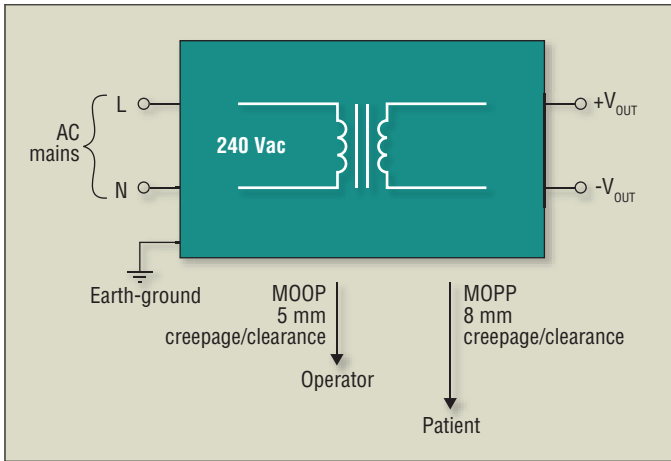 AC
mains
L
N
240 Vac
+VOUT
-VOUT
Earth-ground
MOOP
5 mm
creepage/clearance
Operator
MOPP
8 mm
creepage/clearance
Patient